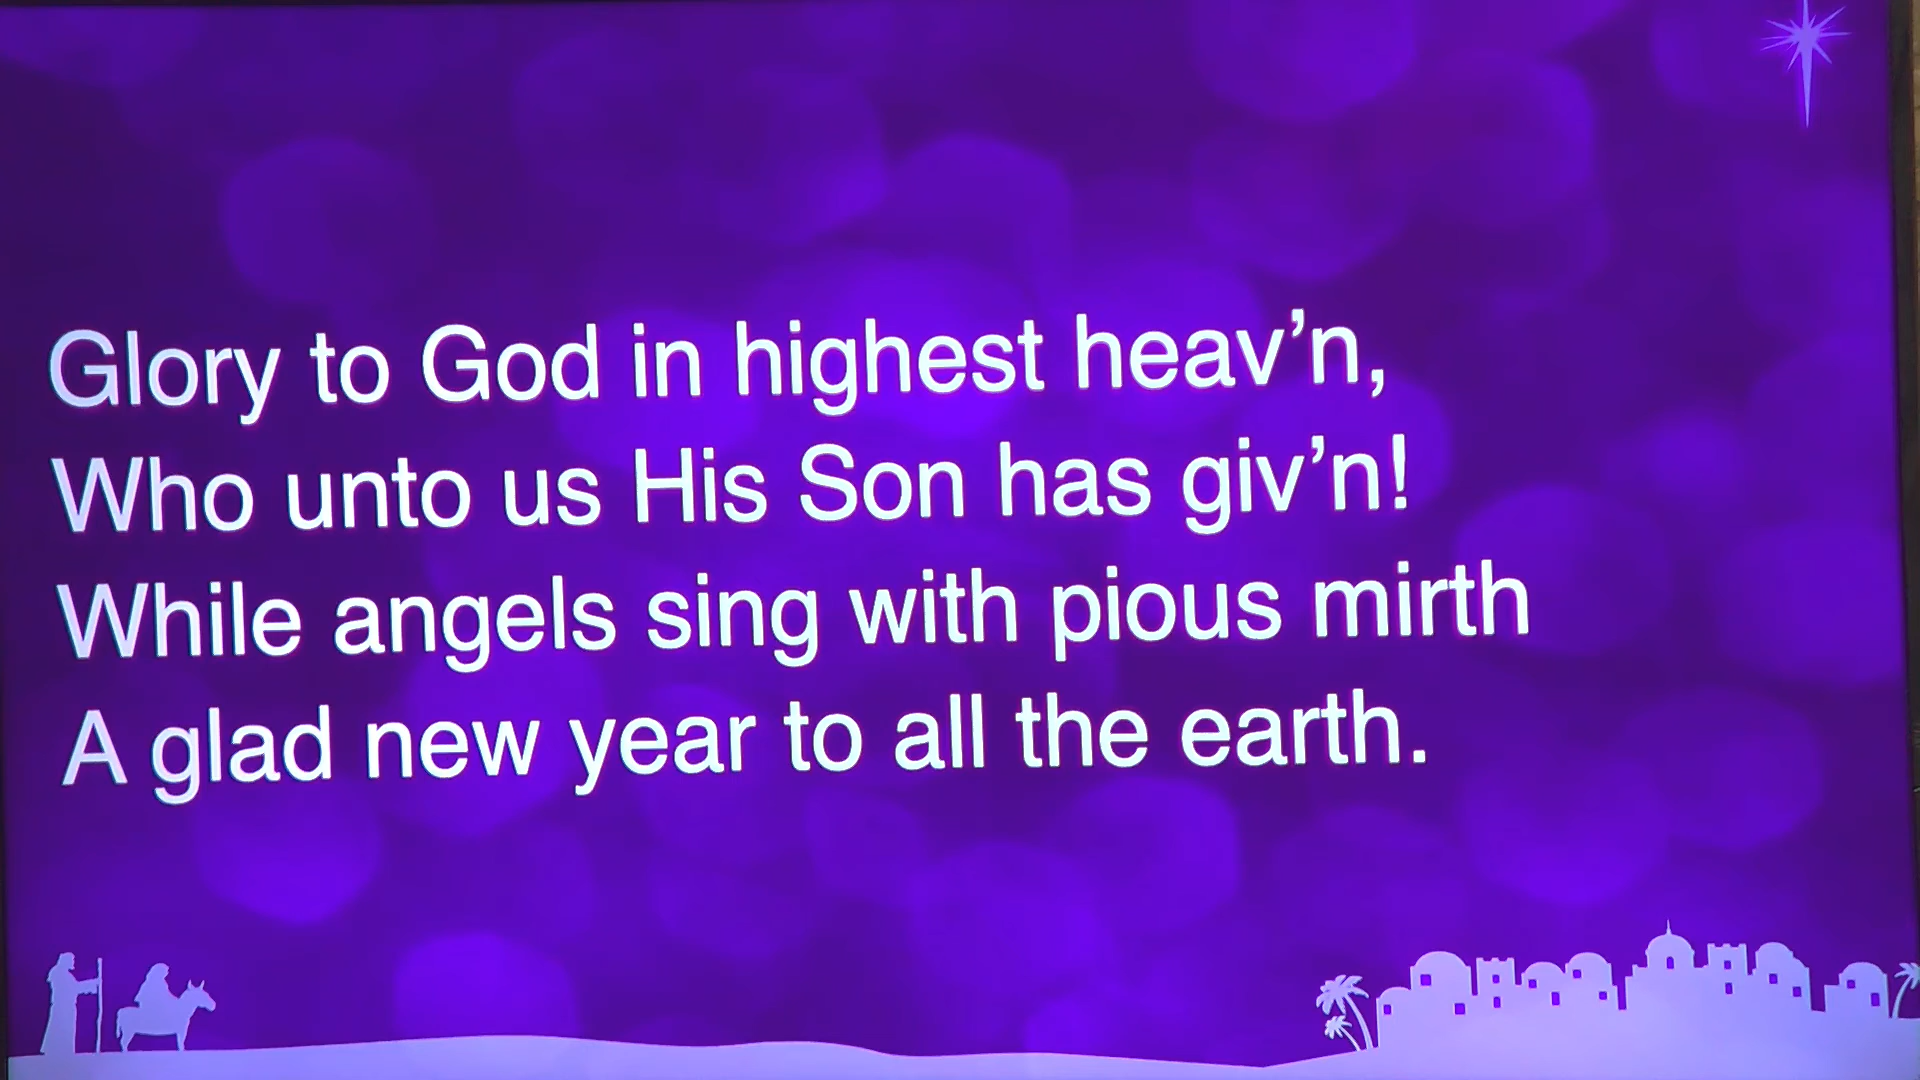 Glory to God in highest heav’n,
Who unto us His Son has giv’n!
While angels sing with pious mirth
A glad new year to all the earth.